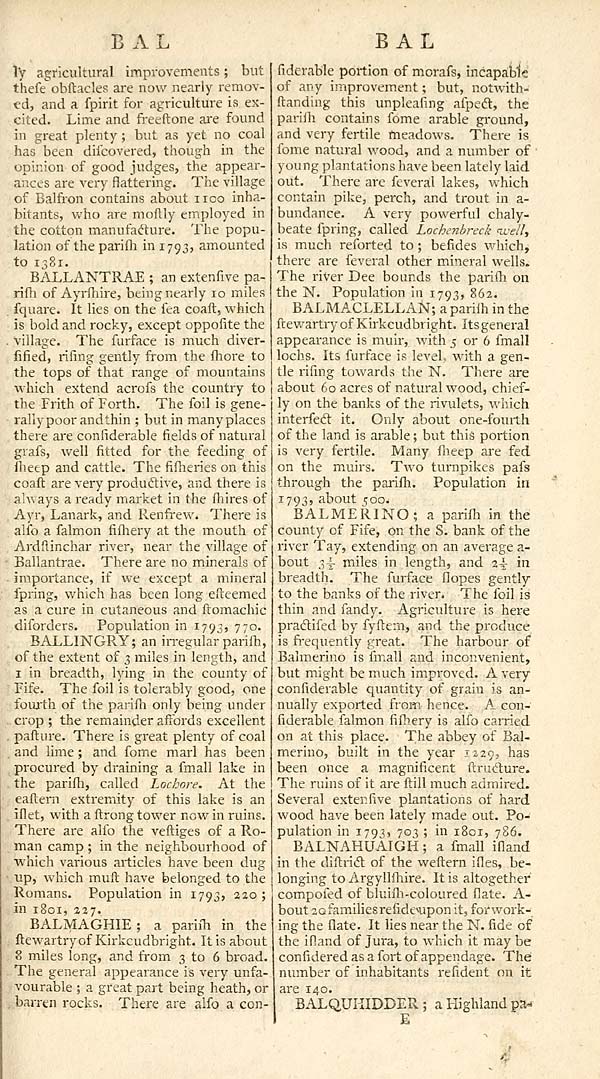 BAL
ly agricultural improvements; but
theſe obſtacles are now nearly remov-
ed, and a ſpirit for agriculture is ex-
cited. Lime and freeſtone are found
in great plenty; but as yet no coal
has been diſcovered, though in the
opinion of good judges, the appear-
ances are very flattering. The village
of Balfron contains about 1100 inha-
bitants, who are moſtly employed in
the cotton manufacture. The popu-
lation of the pariſh in 1793, amounted
to 1381.
BALLANTRAE; an extenſive pa-
riſh of Ayrſhire, being nearly 10 miles
ſquare. It lies on the ſea coaſt, which
is bold and rocky, except oppoſite the
village. The ſurface is much diver-
ſified, riſing gently from the ſhore to
the tops of that range of mountains
which extend acroſs the country to
the Frith of Forth. The ſoil is gene-
rally poor and thin; but in many places
there are conſiderable fields of natural
graſs, well fitted for the feeding of
ſheep and cattle. The fiſheries on this
coaſt are very productive, and there is
always a ready market in the ſhires of
Ayr, Lanark, and Renfrew. There is
alſo a ſalmon fiſhery at the mouth of
Ardſtinchar river, near the village of
Ballantrae. There are no minerals of
importance, if we except a mineral
ſpring, which has been long eſteemed
as a cure in cutaneous and ſtomachic
diſorders. Population in 1793, 770.
BALLINGRY; an irregular pariſh,
of the extent of 3 miles in length, and
1 in breadth, lying in the county of
Fife. The ſoil is tolerably good, one
fourth of the pariſh only being under
crop; the remainder affords excellent
paſture. There is great plenty of coal
and lime; and ſome marl has been
procured by draining a ſmall lake in
the pariſh, called Lochore. At the
eaſtern extremity of this lake is an
iſlet, with a ſtrong tower now in ruins.
There are alſo the veſtiges of a Ro-
man camp; in the neighbourhood of
which various articles have been dug
up, which muſt have belonged to the
Romans. Population in 1793, 220;
in 1801, 227.
BALMAGHIE; a pariſh in the
ſtewartry of Kirkcudbright. It is about
8 miles long, and from 3 to 6 broad.
The general appearance is very unfa-
vourable; a great part being heath, or
barren rocks. There are alſo a con-
BAL
ſiderable portion of moraſs, incapable
of any improvement; but, notwith-
ſtanding this unpleaſing aſpect, the
pariſh contains ſome arable ground,
and very fertile meadows. There is
ſome natural wood, and a number of
young plantations have been lately laid
out. There are ſeveral lakes, which
contain pike, perch, and trout in a-
bundance. A very powerful chaly-
beate ſpring, called Lochenbreck well,
is much reſorted to; beſides which,
there are ſeveral other mineral wells.
The river Dee bounds the pariſh on
the N. Population in 1793, 862.
BALMACLELLAN; a pariſh in the
ſtewartry of Kirkcudbright. Its general
appearance is muir, with 5 or 6 ſmall
lochs. Its ſurface is level, with a gen-
tle riſing towards the N. There are
about 60 acres of natural wood, chief-
ly on the banks of the rivulets, which
interſect it. Only about one-fourth
of the land is arable; but this portion
is very fertile. Many ſheep are fed
on the muirs. Two turnpikes paſs
through the pariſh. Population in
1793, about 500.
BALMERINO; a pariſh in the
county of Fife, on the S. bank of the
river Tay, extending on an average a-
bout 3½ miles in length, and 2½ in
breadth. The ſurface ſlopes gently
to the banks of the river. The ſoil is
thin and ſandy. Agriculture is here
practiſed by ſyſtem, and the produce
is frequently great. The harbour of
Balmerino is ſmall and inconvenient,
but might be much improved. A very
conſiderable quantity of grain is an-
nually exported from hence. A con-
ſiderable ſalmon fiſhery is alſo carried
on at this place. The abbey of Bal-
merino, built in the year 1229, has
been once a magnificent ſtructure.
The ruins of it are ſtill much admired.
Several extenſive plantations of hard
wood have been lately made out. Po-
pulation in 1793, 703; in 1801, 786.
BALNAHUAIGH; a ſmall iſland
in the diſtrict of the weſtern iſles, be-
longing to Argyllſhire. It is altogether
compoſed of bluiſh-coloured ſlate. A-
bout 20 families reſide upon it, for work-
ing the ſlate. It lies near the N. ſide of
the iſland of Jura, to which it may be
conſidered as a ſort of appendage. The
number of inhabitants reſident on it
are 140.
BALQUHIDDER; a Highland pa-
E